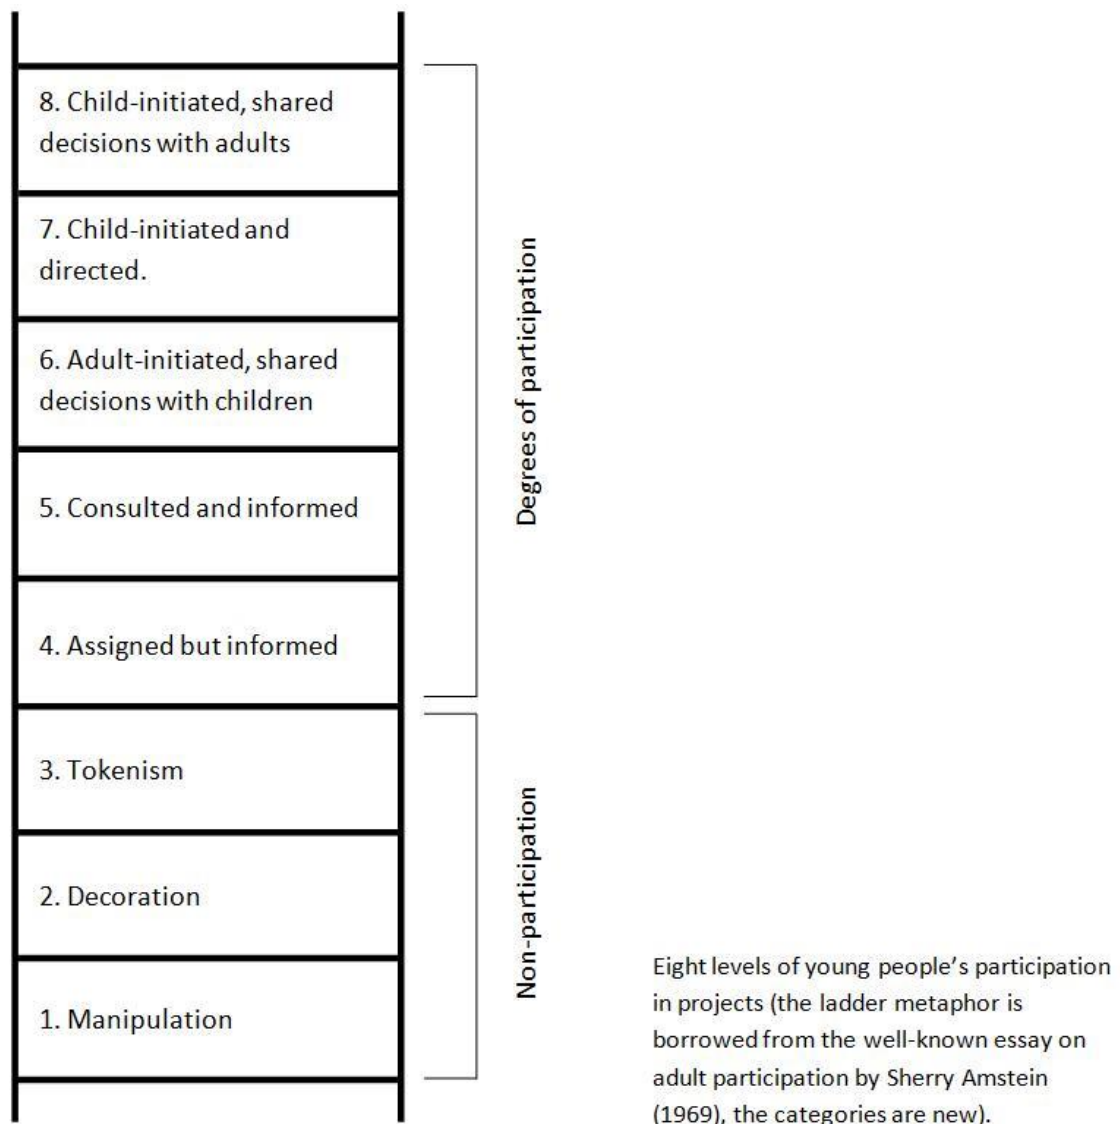 8. Child-initiated, shared
decisions with adults
7. Child-initiated and
directed.
6. Adult-initiated, shared
decisions with children
5. Consulted and informed
4. Assigned but informed
3. Tokenism
2. Decoration
1. Manipulation
Degrees of participation
Non-participation
Eight levels of young people’s participation
in projects (the ladder metaphor is
borrowed from the well-known essay on
adult participation by Sherry Amstein
(1969), the categories are new).